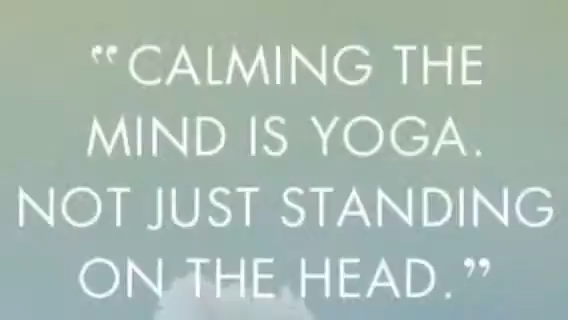 “CALMING THE
MIND IS YOGA.
NOT JUST STANDING
ON THE HEAD.”